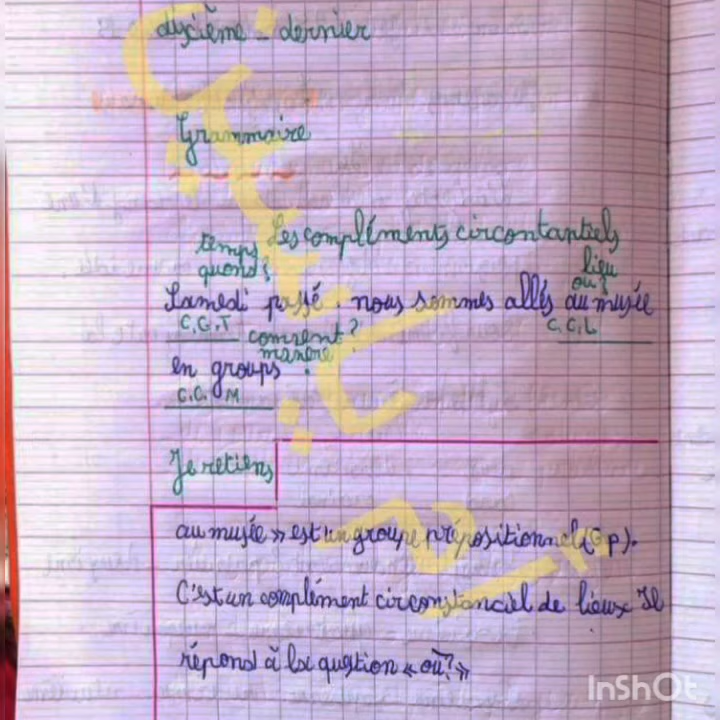 dixième - dernier
Grammaire
Les compléments circontantiels
temps
quand?
lieu
où?
Samedi passé. nous sommes allés au musée
C.C.T
C.C.L
comment?
manère
en groups.
C.C. M
Je retiens
au musée » est un groupe prépositionnel (G p).
C'est un complément circonstanciel de lieux Il
répond à la question « où? »
InShOt